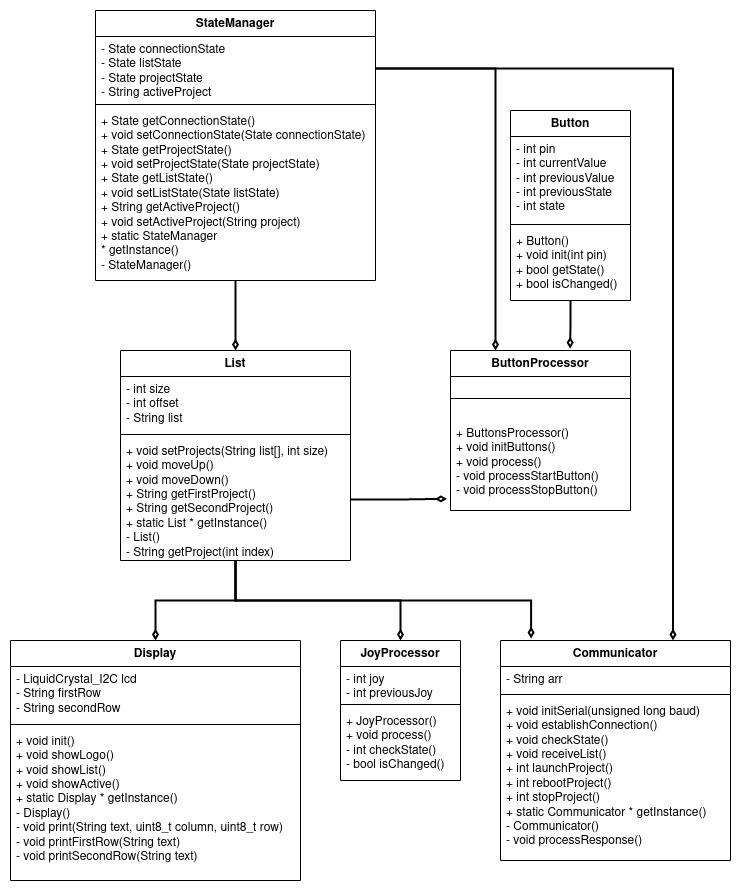 StateManager
- State connectionState
- State listState
- State projectState
- String activeProject
+ State getConnectionState()
+ void setConnectionState(State connectionState)
+ State getProjectState()
+ void setProjectState(State projectState)
+ State getListState()
+ void setListState(State listState)
+ String getActiveProject()
+ void setActiveProject(String project)
+ static StateManager
* getInstance()
- StateManager()
Button
- int pin
- int currentValue
- int previousValue
- int previousState
- int state
+ Button()
+ void init(int pin)
+ bool getState()
+ bool isChanged()
List
- int size
- int offset
- String list
+ void setProjects(String list[], int size)
+ void moveUp()
+ void moveDown()
+ String getFirstProject()
+ String getSecondProject()
+ static List * getInstance()
- List()
- String getProject(int index)
ButtonProcessor
+ ButtonsProcessor()
+ void initButtons()
+ void process()
- void processStartButton()
- void processStopButton()
Display
- LiquidCrystal_I2C lcd
- String firstRow
- String secondRow
+ void init()
+ void showLogo()
+ void showList()
+ void showActive()
+ static Display * getInstance()
- Display()
- void print(String text, uint8_t column, uint8_t row)
- void printFirstRow(String text)
- void printSecondRow(String text)
JoyProcessor
- int joy
- int previousJoy
+ JoyProcessor()
+ void process()
- int checkState()
- bool isChanged()
Communicator
- String arr
+ void initSerial(unsigned long baud)
+ void establishConnection()
+ void checkState()
+ void receiveList()
+ int launchProject()
+ int rebootProject()
+ int stopProject()
+ static Communicator * getInstance()
- Communicator()
- void processResponse()